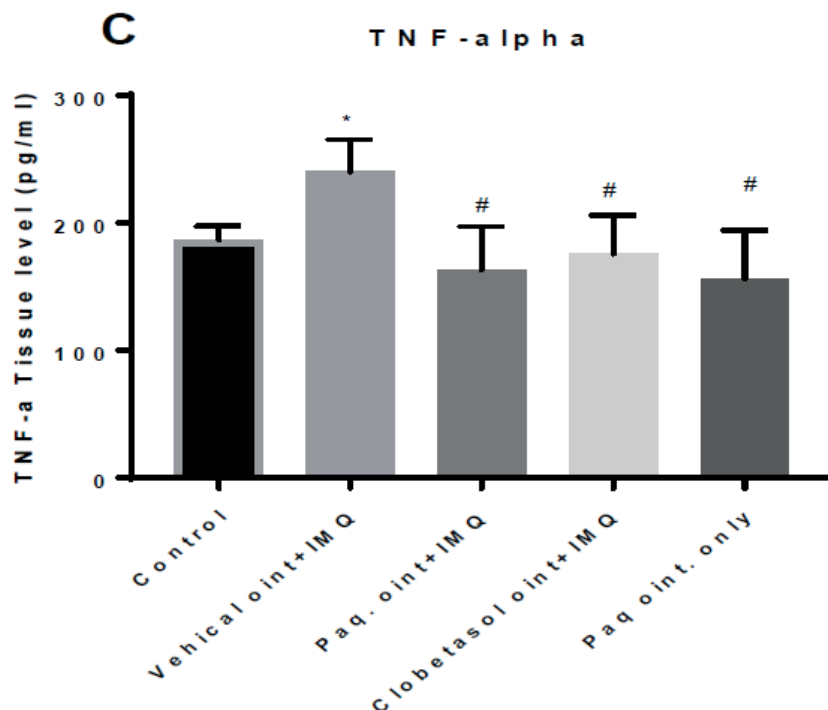 C
TNF-alpha
TNF-a Tissue level (pg/ml)
300
200
100
0
*
#
#
#
Control
Vehical oint+IMQ
Paq. oint+IMQ
Clobetasol oint+IMQ
Paq oint. only